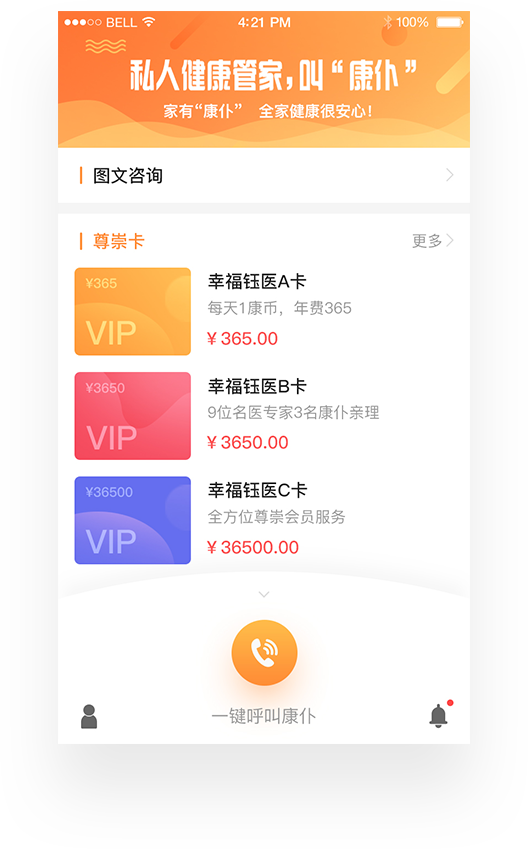 BELL 4:21 PM 100%
私人健康管家,叫“康仆”
家有“康仆” 全家健康很安心!
图文咨询
尊崇卡 更多
¥365
VIP
幸福钰医A卡
每天1康币，年费365
¥ 365.00
¥3650
VIP
幸福钰医B卡
9位名医专家3名康仆亲理
¥ 3650.00
¥36500
VIP
幸福钰医C卡
全方位尊崇会员服务
¥ 36500.00
一键呼叫康仆